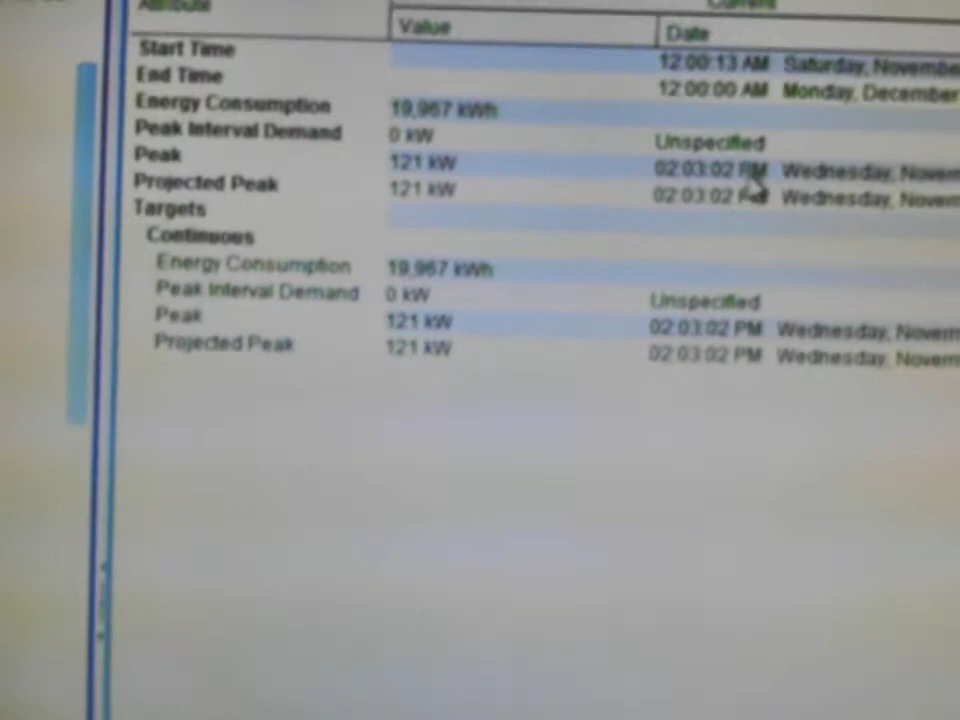 Attribute Current
Value Date
Start Time 12:00:13 AM Saturday, November
End Time 12:00:00 AM Monday, December
Energy Consumption 19,967 kWh
Peak Interval Demand 0 kW Unspecified
Peak 121 kW 02:03:02 PM Wednesday, Novem
Projected Peak 121 kW 02:03:02 PM Wednesday, Novem
Targets
Continuous
Energy Consumption 19,967 kWh
Peak Interval Demand 0 kW Unspecified
Peak 121 kW 02:03:02 PM Wednesday, Novem
Projected Peak 121 kW 02:03:02 PM Wednesday, Novem